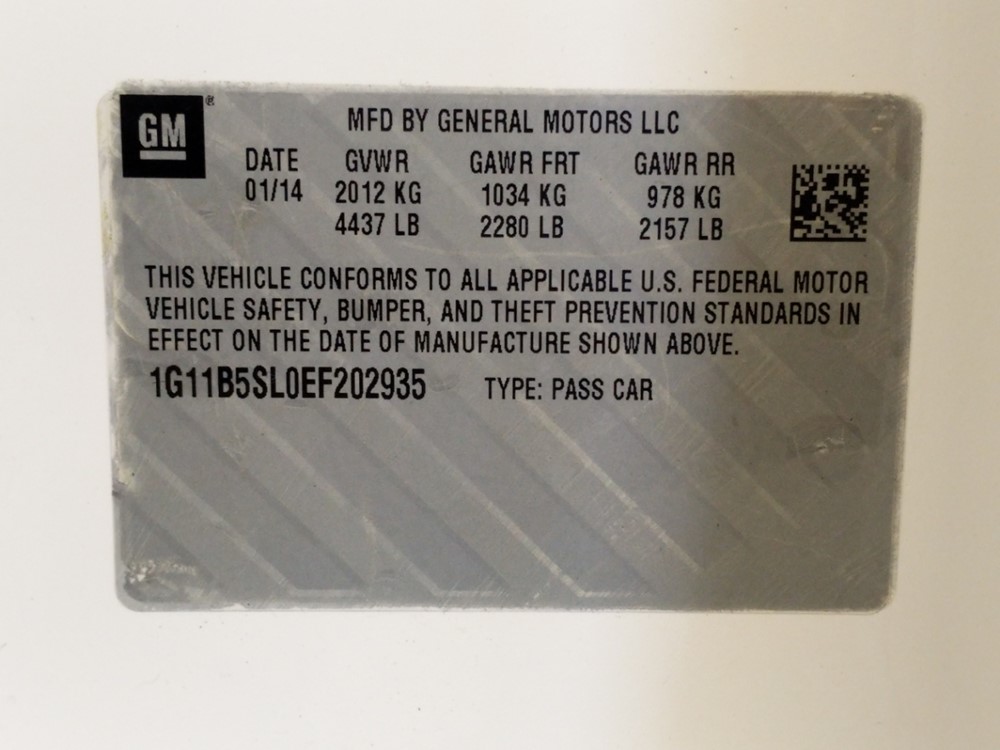 GM®
MFD BY GENERAL MOTORS LLC
DATE GVWR GAWR FRT GAWR RR
01/14 2012 KG 1034 KG 978 KG
4437 LB 2280 LB 2157 LB
THIS VEHICLE CONFORMS TO ALL APPLICABLE U.S. FEDERAL MOTOR
VEHICLE SAFETY, BUMPER, AND THEFT PREVENTION STANDARDS IN
EFFECT ON THE DATE OF MANUFACTURE SHOWN ABOVE.
1G11B5SL0EF202935 TYPE: PASS CAR